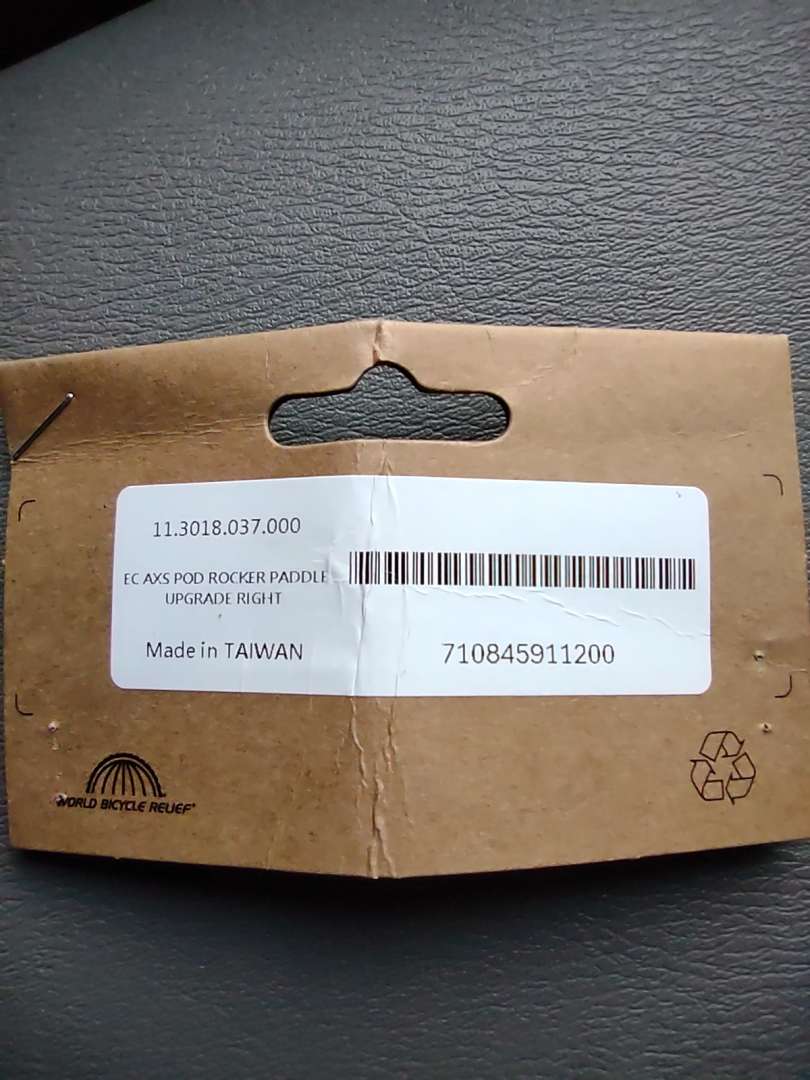 11.3018.037.000
EC AXS POD ROCKER PADDLE
UPGRADE RIGHT
Made in TAIWAN
710845911200
WORLD BICYCLE RELIEF®